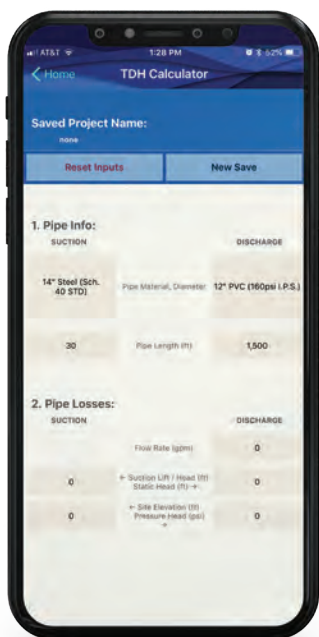 AT&T 1:28 PM 62%
Home TDH Calculator
Saved Project Name:
none
Reset Inputs New Save
1. Pipe Info:
SUCTION DISCHARGE
14" Steel (Sch. 40 STD) Pipe Material, Diameter 12" PVC (160psi I.P.S.)
30 Pipe Length (ft) 1,500
2. Pipe Losses:
SUCTION DISCHARGE
Flow Rate (gpm) 0
0 ← Suction Lift / Head (ft) Static Head (ft) → 0
0 ← Site Elevation (ft) Pressure Head (psi) → 0